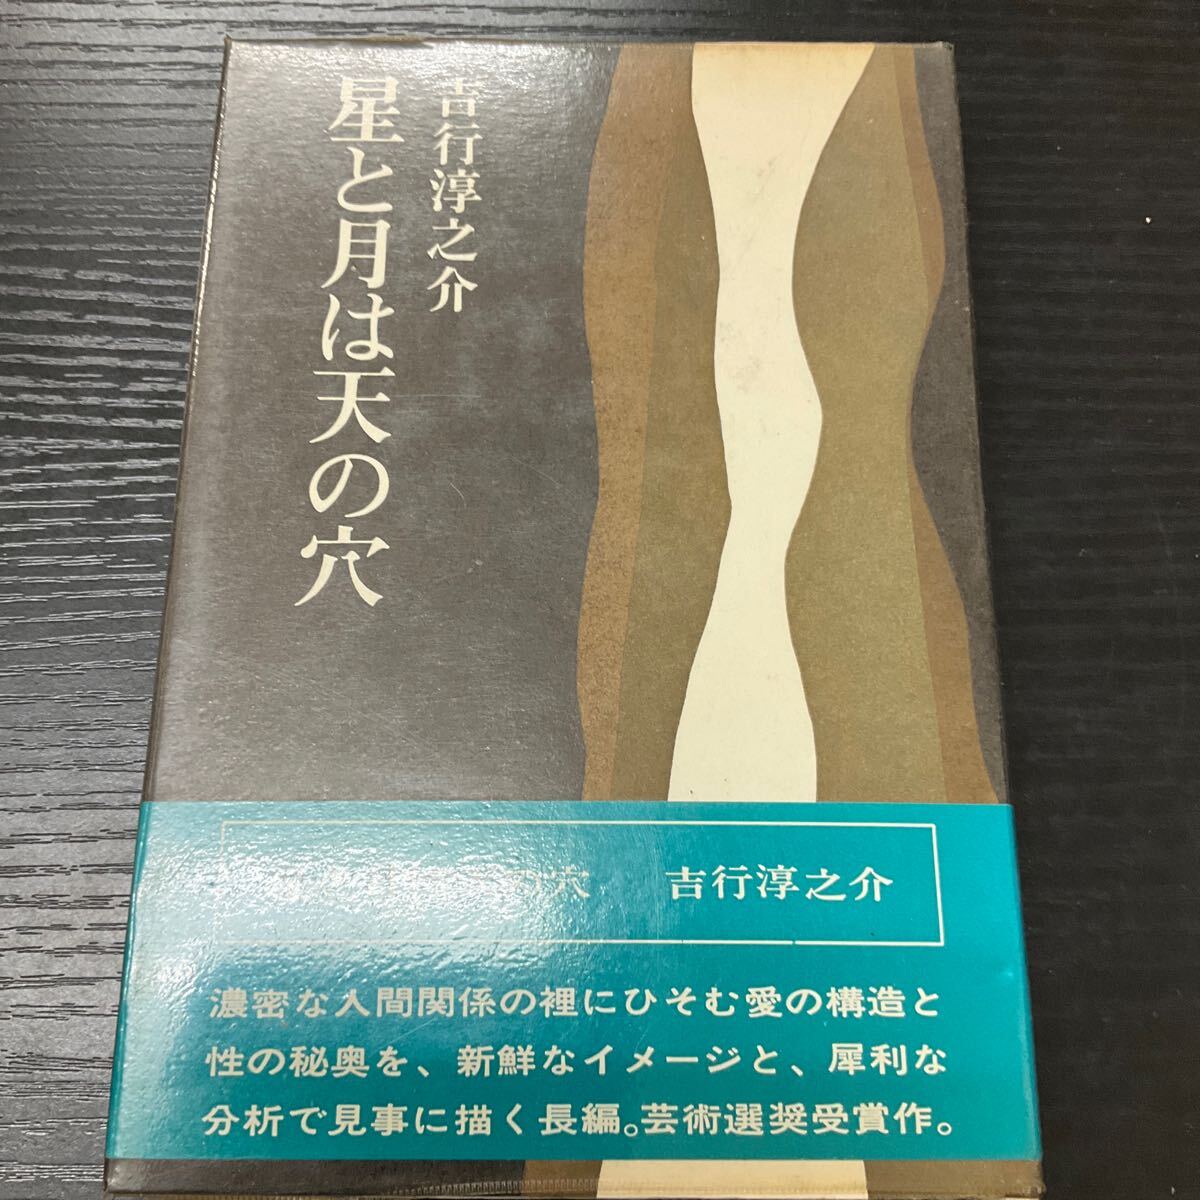 吉行淳之介
星と月は天の穴
の穴　吉行淳之介
濃密な人間関係の裡にひそむ愛の構造と
性の秘奥を、新鮮なイメージと、犀利な
分析で見事に描く長編。芸術選奨受賞作。